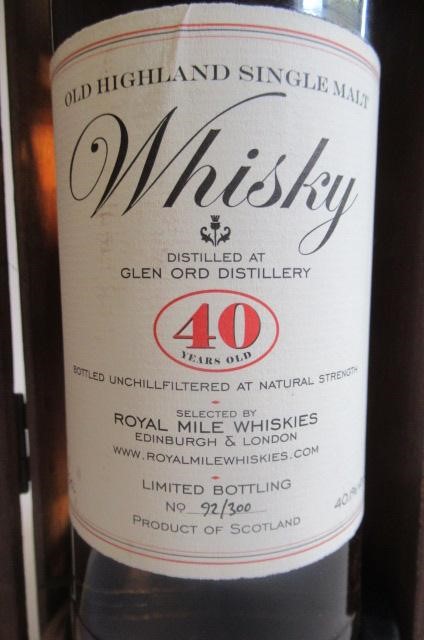 OLD HIGHLAND SINGLE MALT
Whisky
DISTILLED AT
GLEN ORD DISTILLERY
40
YEARS OLD
BOTTLED UNCHILLFILTERED AT NATURAL STRENGTH
SELECTED BY
ROYAL MILE WHISKIES
EDINBURGH & LONDON
WWW.ROYALMILEWHISKIES.COM
LIMITED BOTTLING
No 92/300
PRODUCT OF SCOTLAND